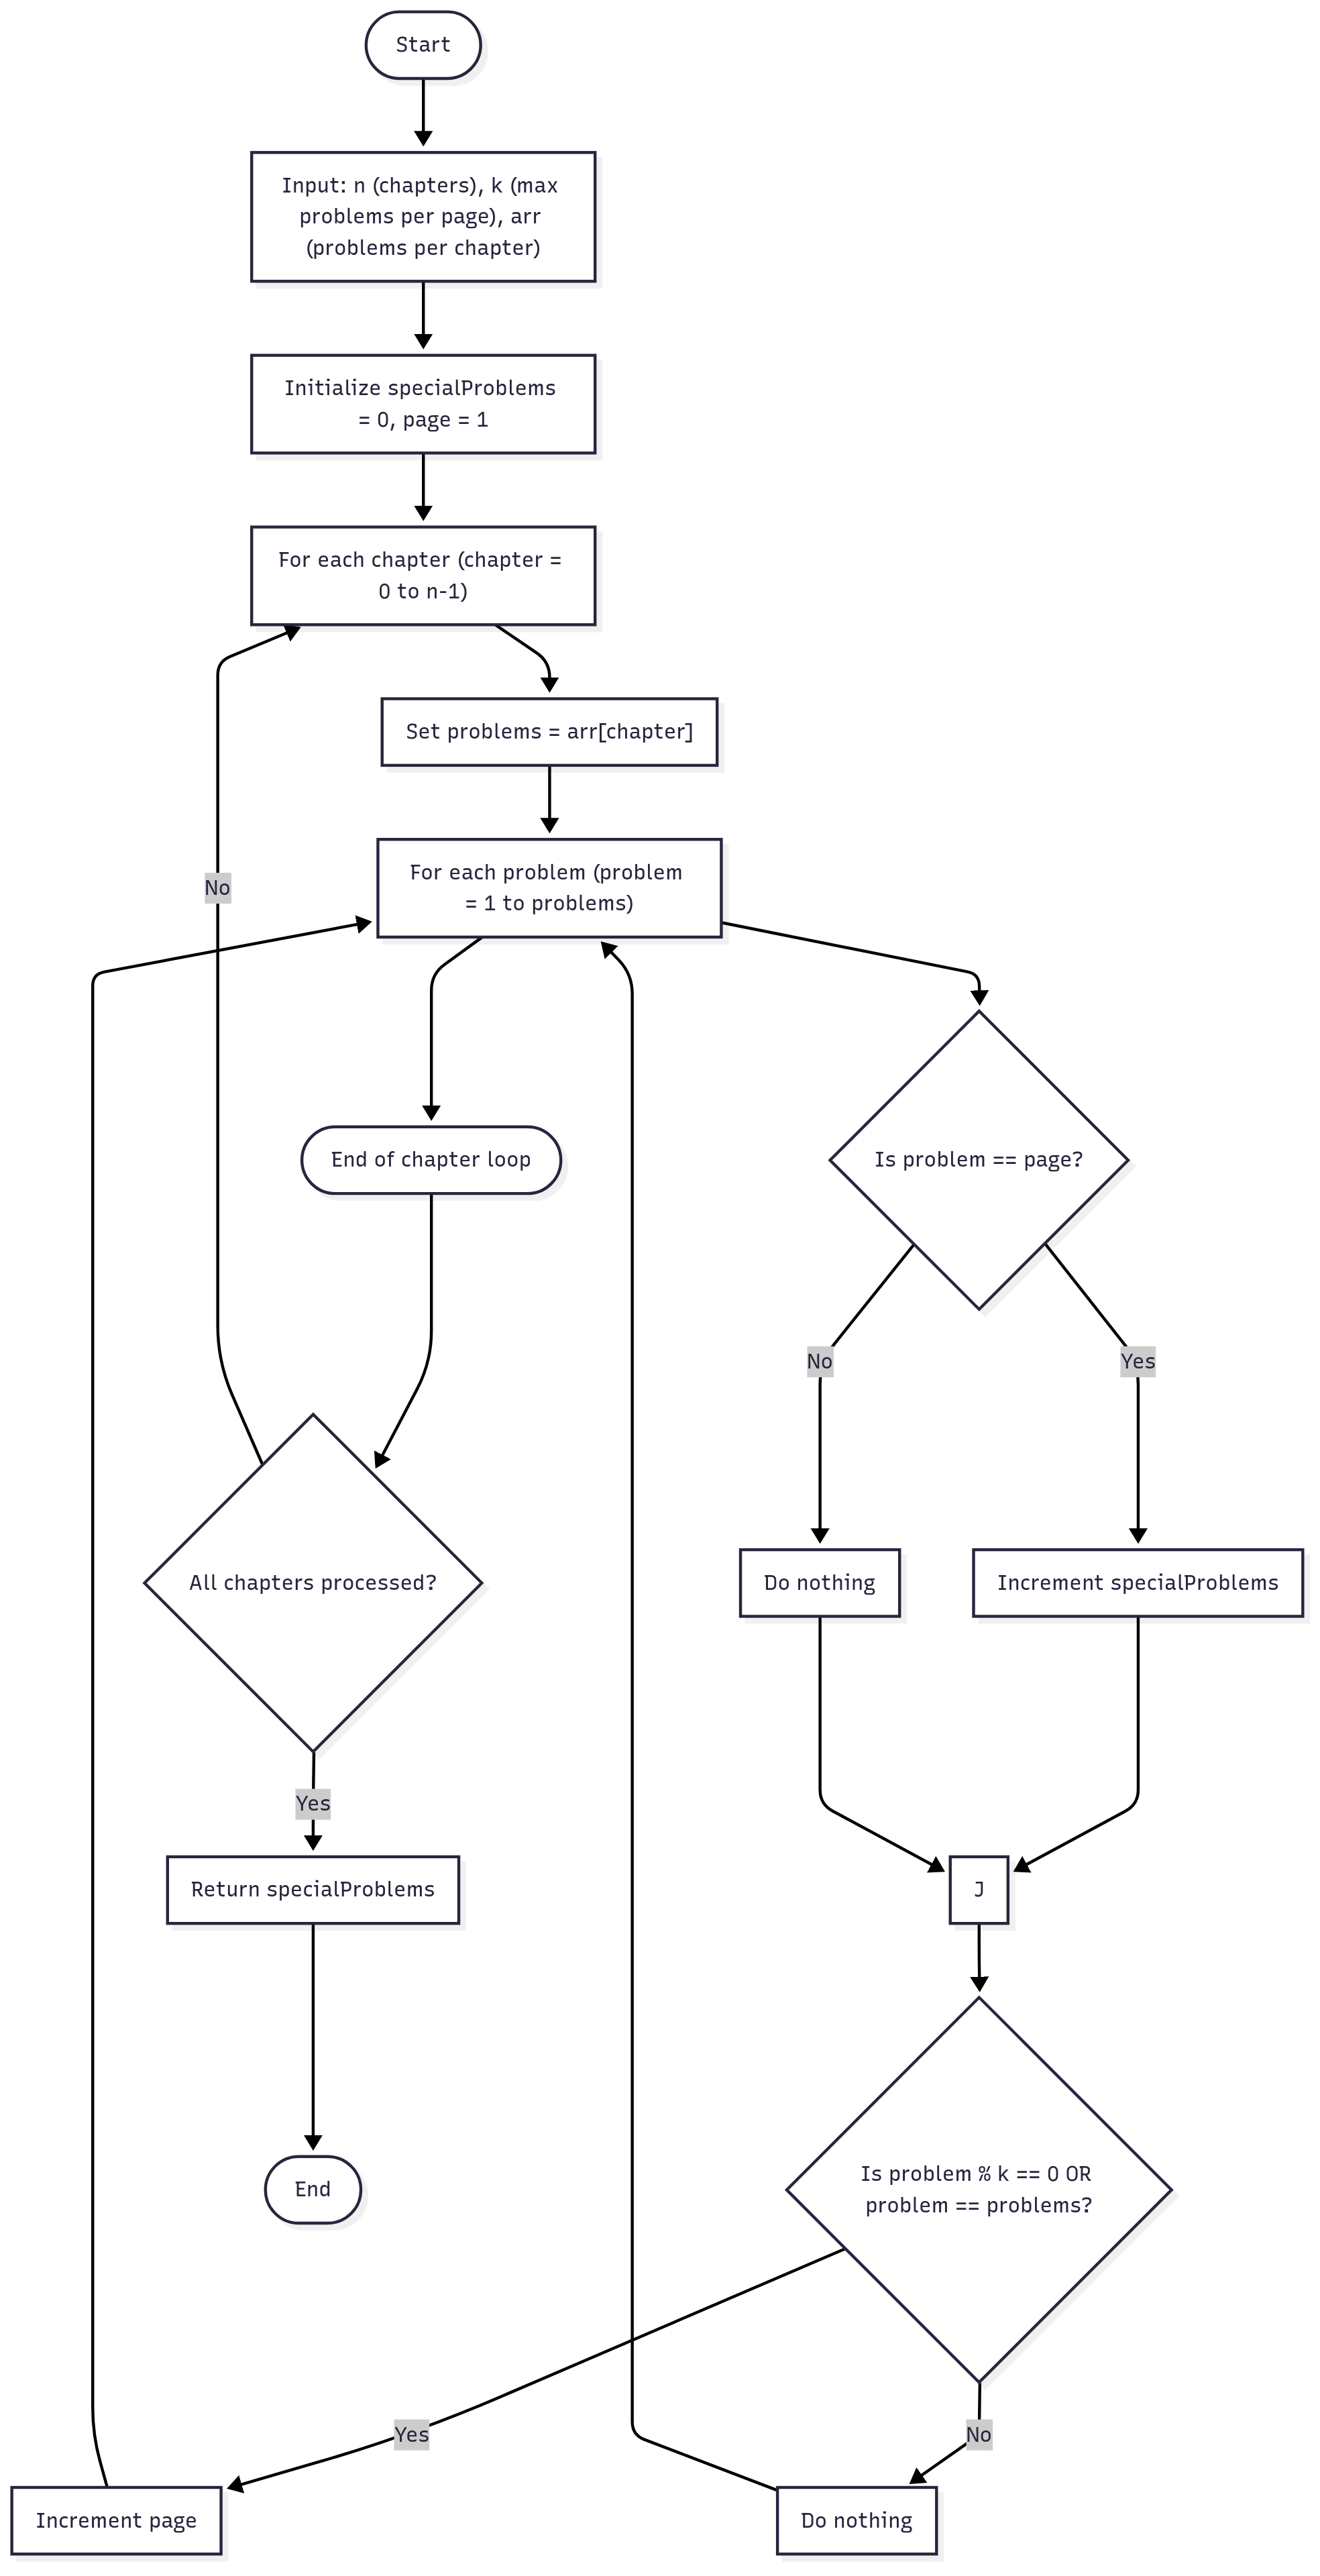 Start
Input: n (chapters), k (max
problems per page), arr
(problems per chapter)
Initialize specialProblems
= 0, page = 1
For each chapter (chapter =
0 to n-1)
Set problems = arr[chapter]
For each problem (problem
= 1 to problems)
No
End of chapter loop
Is problem == page?
No
Yes
All chapters processed?
Do nothing
Increment specialProblems
Yes
Return specialProblems
J
End
Is problem % k == 0 OR
problem == problems?
Yes
No
Increment page
Do nothing